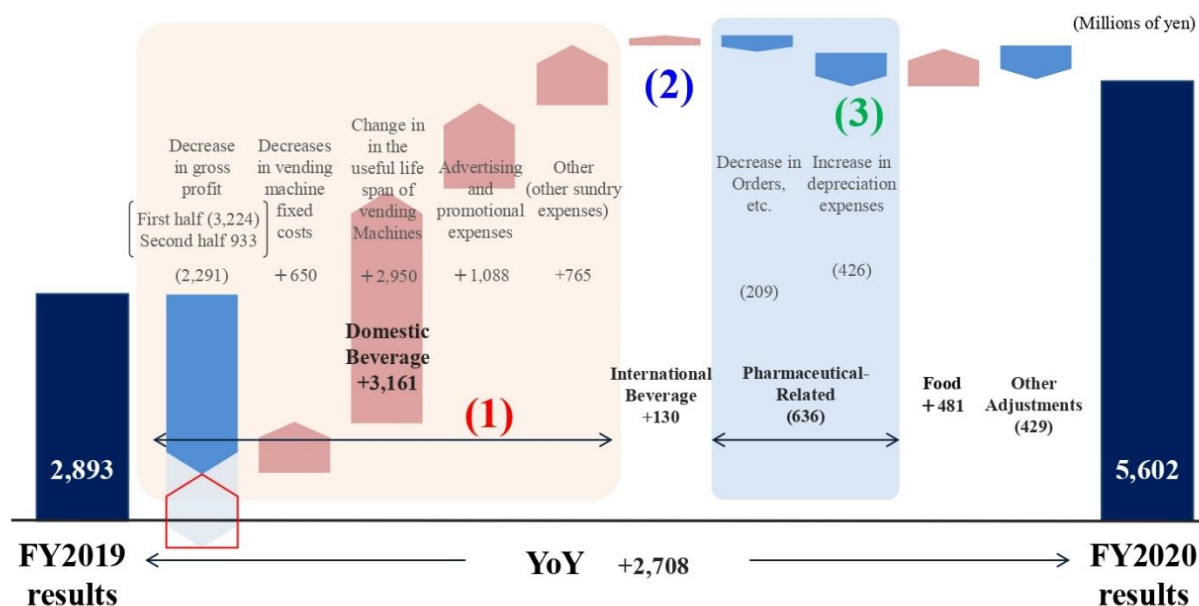 (Millions of yen)
(2)
(3)
Decrease
in gross
profit
First half (3,224)
Second half 933
(2,291)
Decreases
in vending
machine
fixed
costs
+650
Change in
in the
useful life
span of
vending
Machines
+2,950
Advertising
and
promotional
expenses
+1,088
Other
(other sundry
expenses)
+765
Decrease in
Orders,
etc.
(209)
Increase in
depreciation
expenses
(426)
Domestic
Beverage
+3,161
(1)
International
Beverage
+130
Pharmaceutical-
Related
(636)
Food
+481
Other
Adjustments
(429)
2,893
5,602
FY2019
results
YoY +2,708
FY2020
results